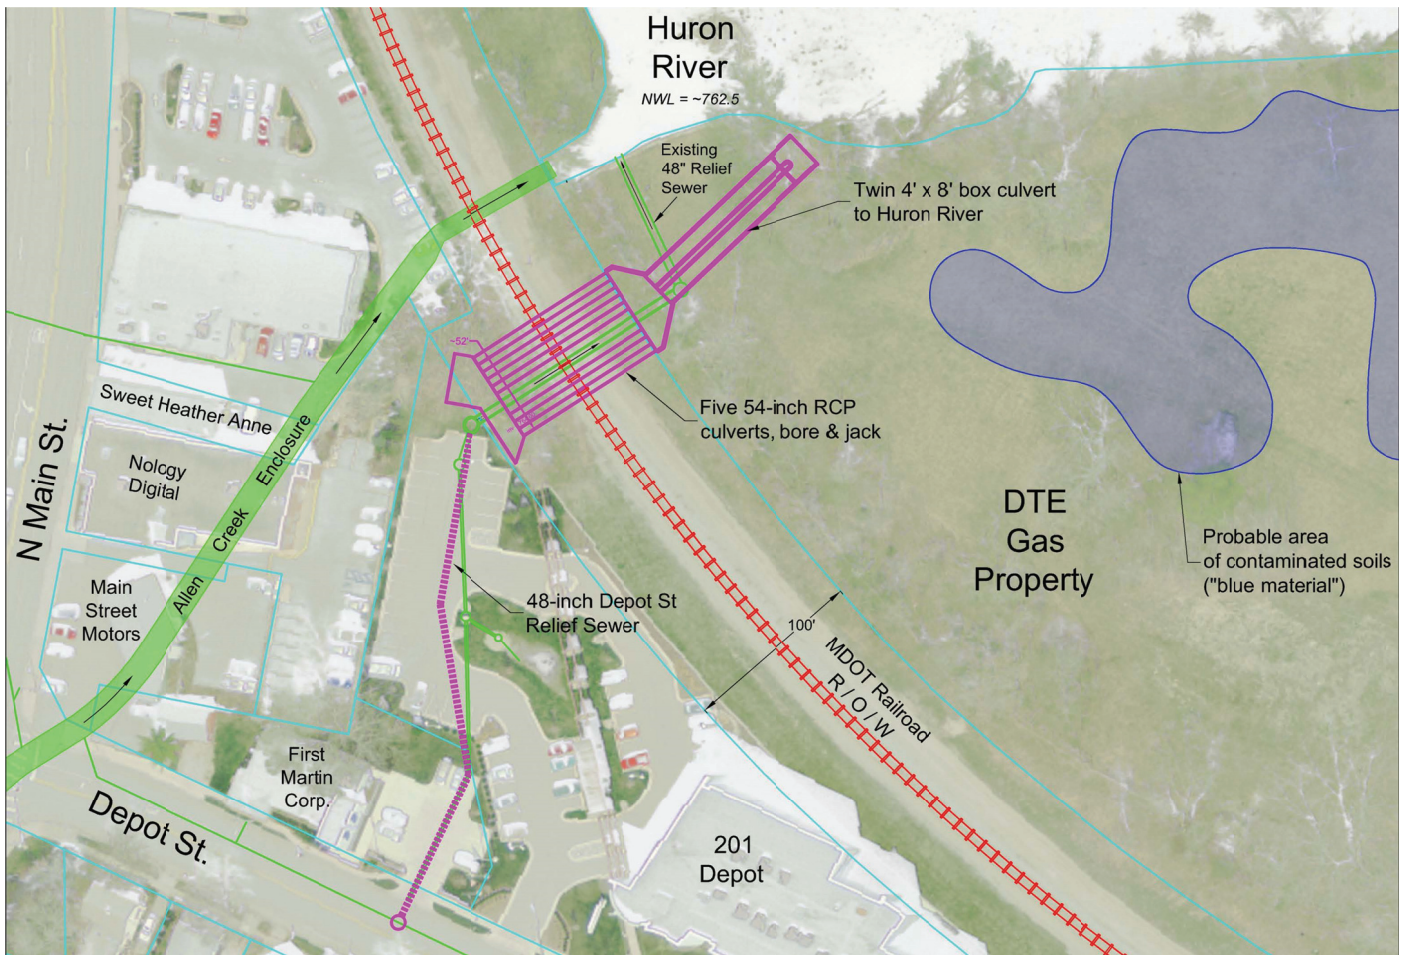 Huron
River
NWL = ~762.5
Existing
48" Relief
Sewer
Twin 4' x 8' box culvert
to Huron River
~52'
Five 54-inch RCP
culverts, bore & jack
Sweet Heather Anne
Nology
Digital
N Main St.
Allen Creek Enclosure
DTE
Gas
Property
Probable area
of contaminated soils
("blue material")
Main
Street
Motors
48-inch Depot St
Relief Sewer
100'
MDOT Railroad
R / O / W
First
Martin
Corp.
Depot St.
201
Depot